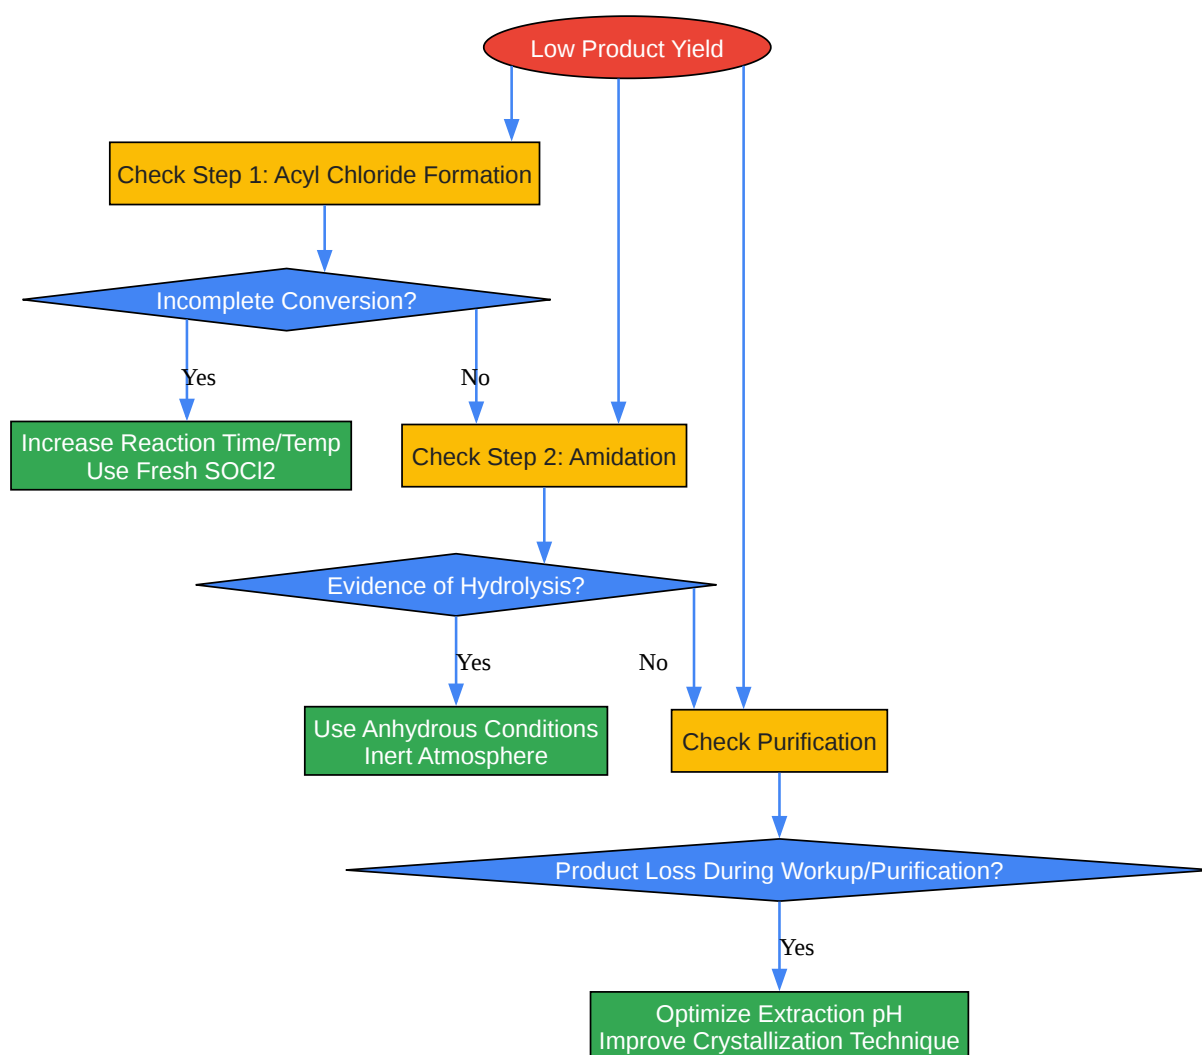 Low Product Yield
Check Step 1: Acyl Chloride Formation
Incomplete Conversion?
Yes
No
Increase Reaction Time/Temp
Use Fresh SOCl2
Check Step 2: Amidation
Evidence of Hydrolysis?
Yes
No
Use Anhydrous Conditions
Inert Atmosphere
Check Purification
Product Loss During Workup/Purification?
Yes
Optimize Extraction pH
Improve Crystallization Technique